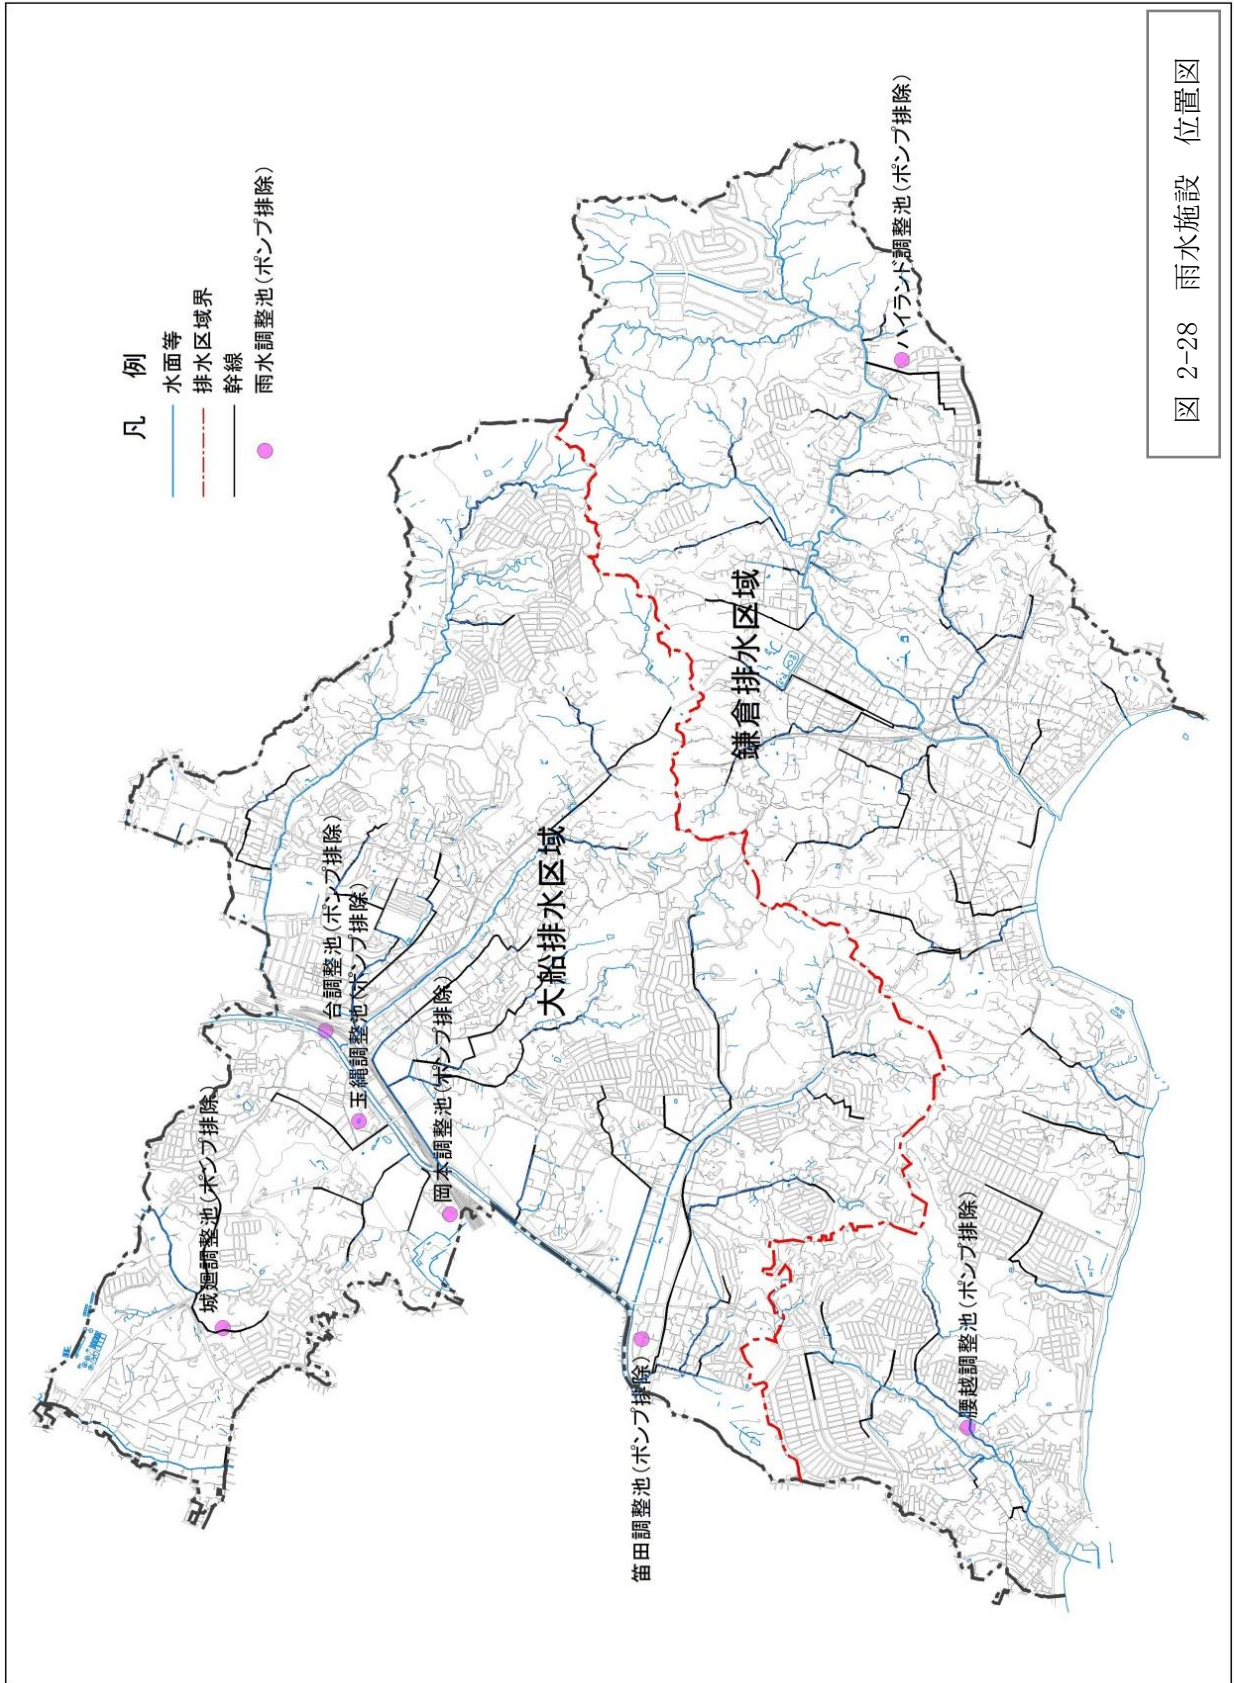 凡 例
水面等
排水区域界
幹線
雨水調整池(ポンプ排除)
城廻調整池(ポンプ排除)
台調整池(ポンプ排除)
玉縄調整池(ポンプ排除)
岡本調整池(ポンプ排除)
大船排水区域
笛田調整池(ポンプ排除)
鎌倉排水区域
ハイランド調整池(ポンプ排除)
腰越調整池(ポンプ排除)
図 2-28 雨水施設 位置図